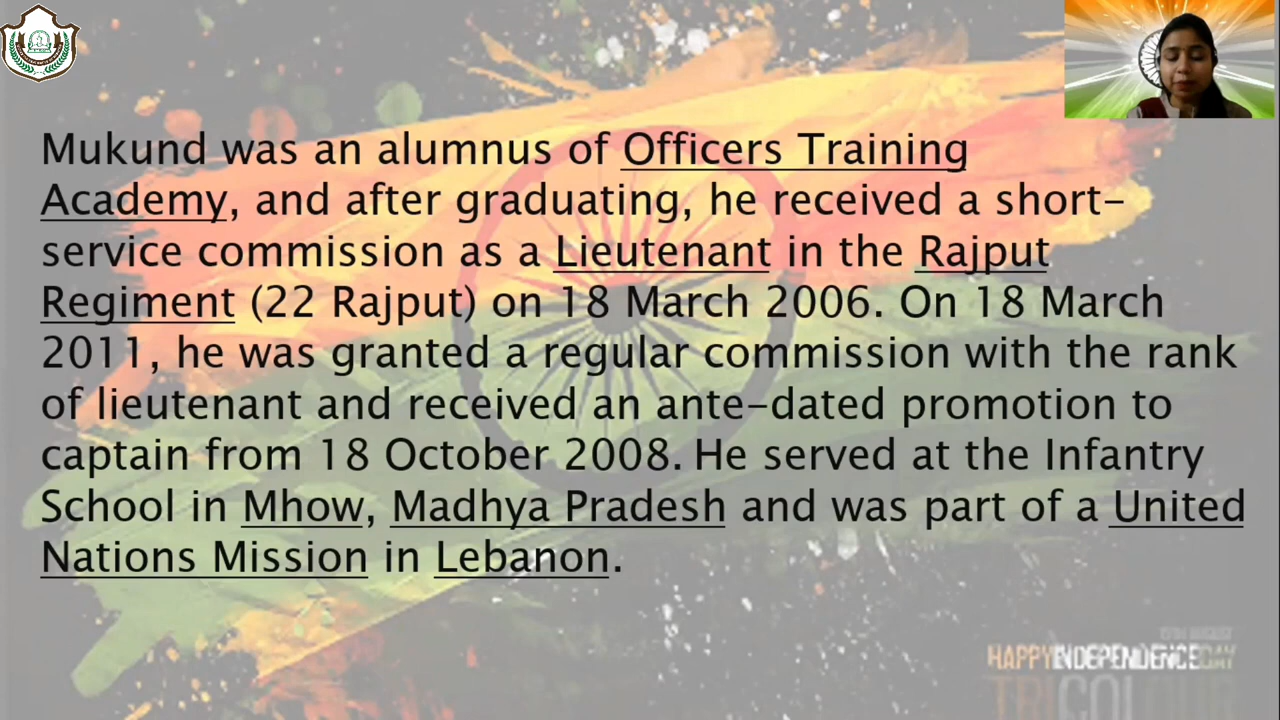 Mukund was an alumnus of Officers Training
Academy, and after graduating, he received a short-
service commission as a Lieutenant in the Rajput
Regiment (22 Rajput) on 18 March 2006. On 18 March
2011, he was granted a regular commission with the rank
of lieutenant and received an ante-dated promotion to
captain from 18 October 2008. He served at the Infantry
School in Mhow, Madhya Pradesh and was part of a United
Nations Mission in Lebanon.
HAPPY INDEPENDENCE DAY
TRICOLOUR